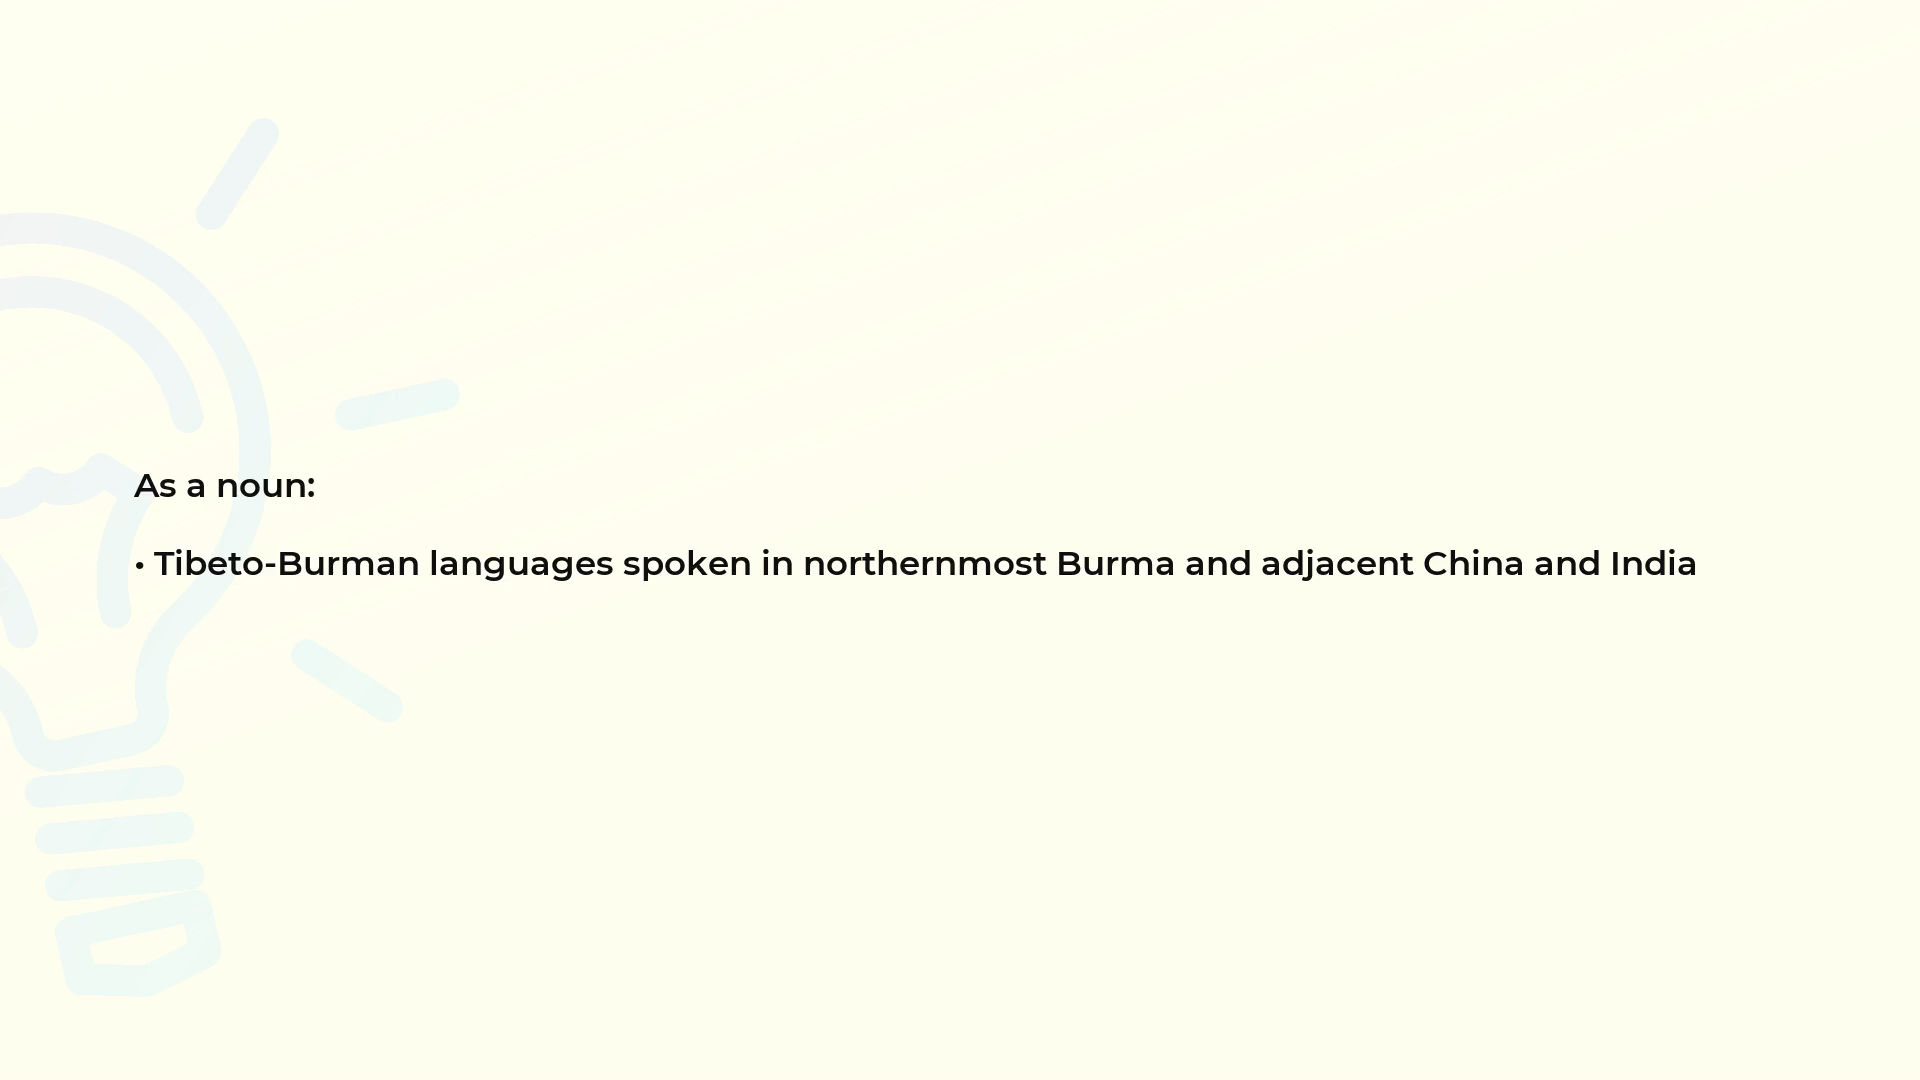 As a noun:
• Tibeto-Burman languages spoken in northernmost Burma and adjacent China and India